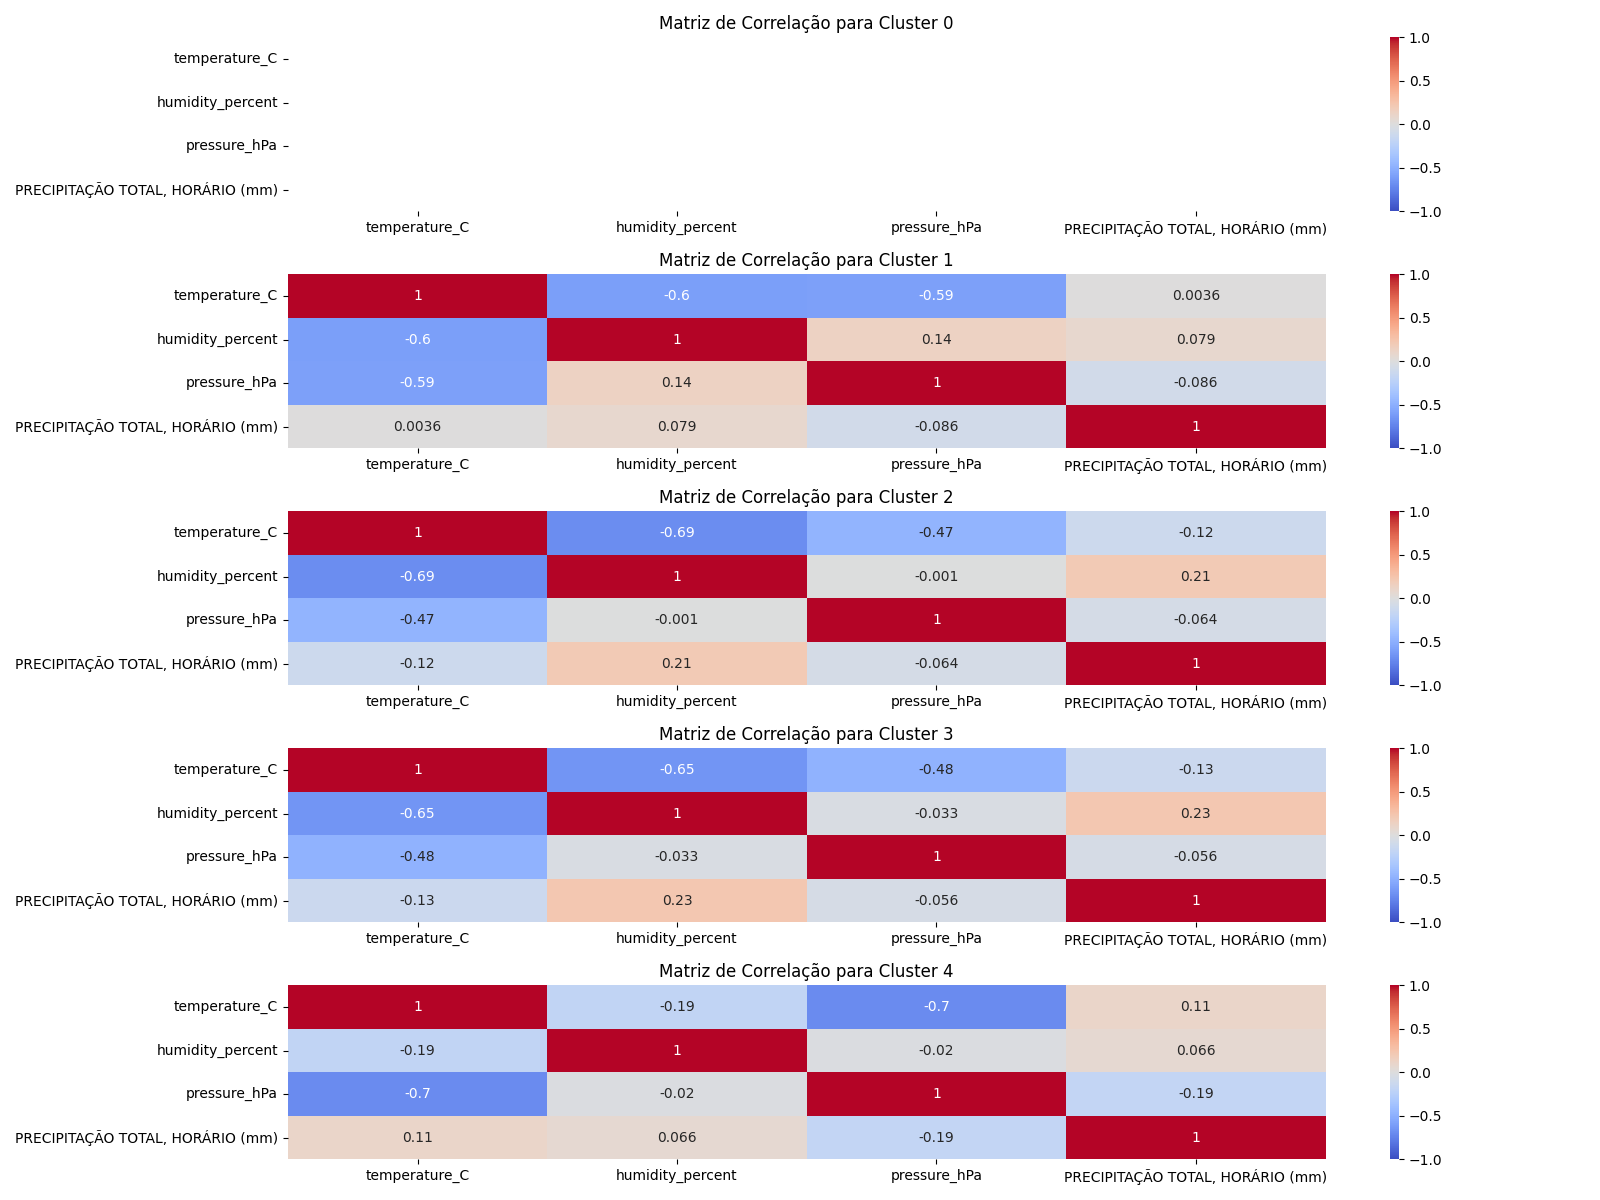 Matriz de Correlação para Cluster 0
temperature_C
humidity_percent
pressure_hPa
PRECIPITAÇÃO TOTAL, HORÁRIO (mm)
temperature_C humidity_percent pressure_hPa PRECIPITAÇÃO TOTAL, HORÁRIO (mm)
1.0
0.5
0.0
−0.5
−1.0
Matriz de Correlação para Cluster 1
temperature_C 1 -0.6 -0.59 0.0036
humidity_percent -0.6 1 0.14 0.079
pressure_hPa -0.59 0.14 1 -0.086
PRECIPITAÇÃO TOTAL, HORÁRIO (mm) 0.0036 0.079 -0.086 1
temperature_C humidity_percent pressure_hPa PRECIPITAÇÃO TOTAL, HORÁRIO (mm)
1.0
0.5
0.0
−0.5
−1.0
Matriz de Correlação para Cluster 2
temperature_C 1 -0.69 -0.47 -0.12
humidity_percent -0.69 1 -0.001 0.21
pressure_hPa -0.47 -0.001 1 -0.064
PRECIPITAÇÃO TOTAL, HORÁRIO (mm) -0.12 0.21 -0.064 1
temperature_C humidity_percent pressure_hPa PRECIPITAÇÃO TOTAL, HORÁRIO (mm)
1.0
0.5
0.0
−0.5
−1.0
Matriz de Correlação para Cluster 3
temperature_C 1 -0.65 -0.48 -0.13
humidity_percent -0.65 1 -0.033 0.23
pressure_hPa -0.48 -0.033 1 -0.056
PRECIPITAÇÃO TOTAL, HORÁRIO (mm) -0.13 0.23 -0.056 1
temperature_C humidity_percent pressure_hPa PRECIPITAÇÃO TOTAL, HORÁRIO (mm)
1.0
0.5
0.0
−0.5
−1.0
Matriz de Correlação para Cluster 4
temperature_C 1 -0.19 -0.7 0.11
humidity_percent -0.19 1 -0.02 0.066
pressure_hPa -0.7 -0.02 1 -0.19
PRECIPITAÇÃO TOTAL, HORÁRIO (mm) 0.11 0.066 -0.19 1
temperature_C humidity_percent pressure_hPa PRECIPITAÇÃO TOTAL, HORÁRIO (mm)
1.0
0.5
0.0
−0.5
−1.0